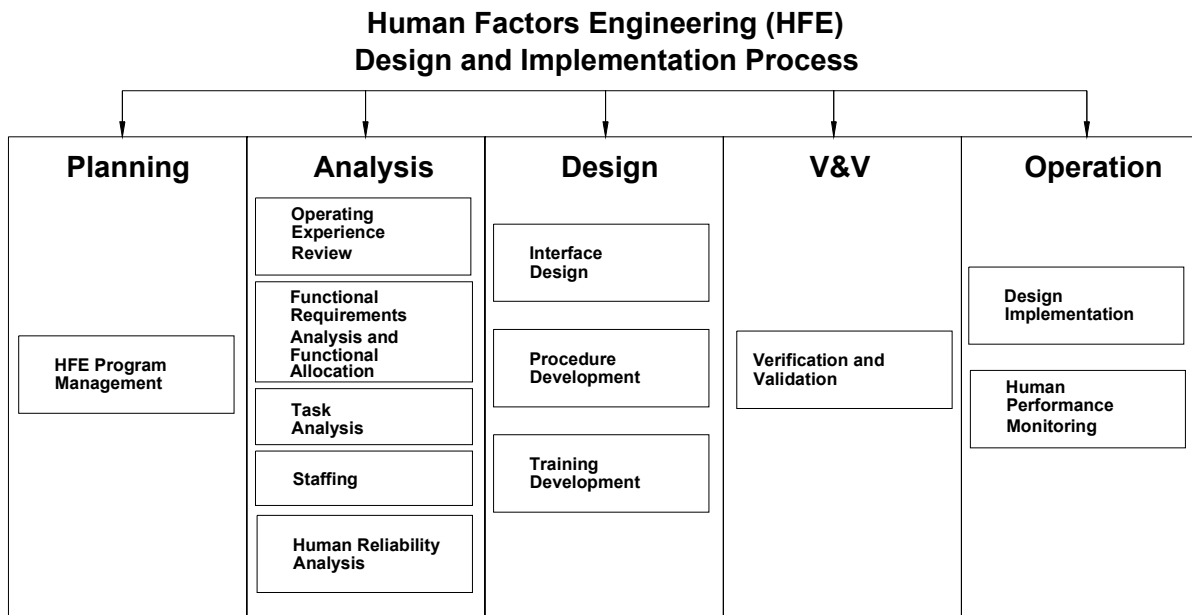 Human Factors Engineering (HFE)
Design and Implementation Process
Planning
HFE Program
Management
Analysis
Operating
Experience
Review
Functional
Requirements
Analysis and
Functional
Allocation
Task
Analysis
Staffing
Human Reliability
Analysis
Design
Interface
Design
Procedure
Development
Training
Development
V&V
Verification and
Validation
Operation
Design
Implementation
Human
Performance
Monitoring